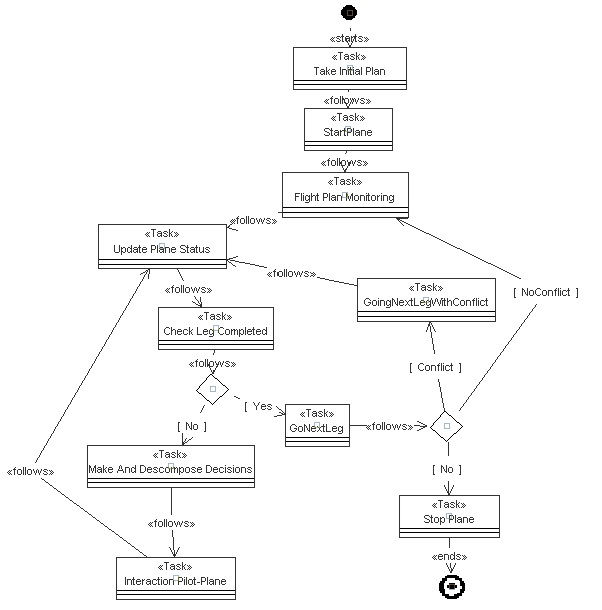 «starts»
«Task»
Take Initial Plan
«follows»
«Task»
StartPlane
«follows»
«Task»
Flight Plan Monitoring
«follows»
«Task»
Update Plane Status
«follows»
«Task»
GoingNextLegWithConflict
[ NoConflict ]
«follows»
«Task»
Check Leg Completed
«follows»
[ Conflict ]
[ Yes
«Task»
GoNextLeg
«follows»
[ No ]
«Task»
Make And Descompose Decisions
«follows»
[ No ]
«Task»
Stop Plane
«follows»
«ends»
«Task»
Interaction Pilot-Plane